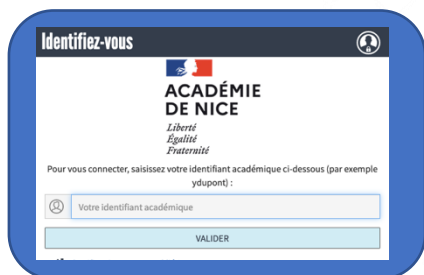 Identifiez-vous
ACADÉMIE
DE NICE
Liberté
Égalité
Fraternité
Pour vous connecter, saisissez votre identifiant académique ci-dessous (par exemple
ydupont) :
Votre identifiant académique
VALIDER